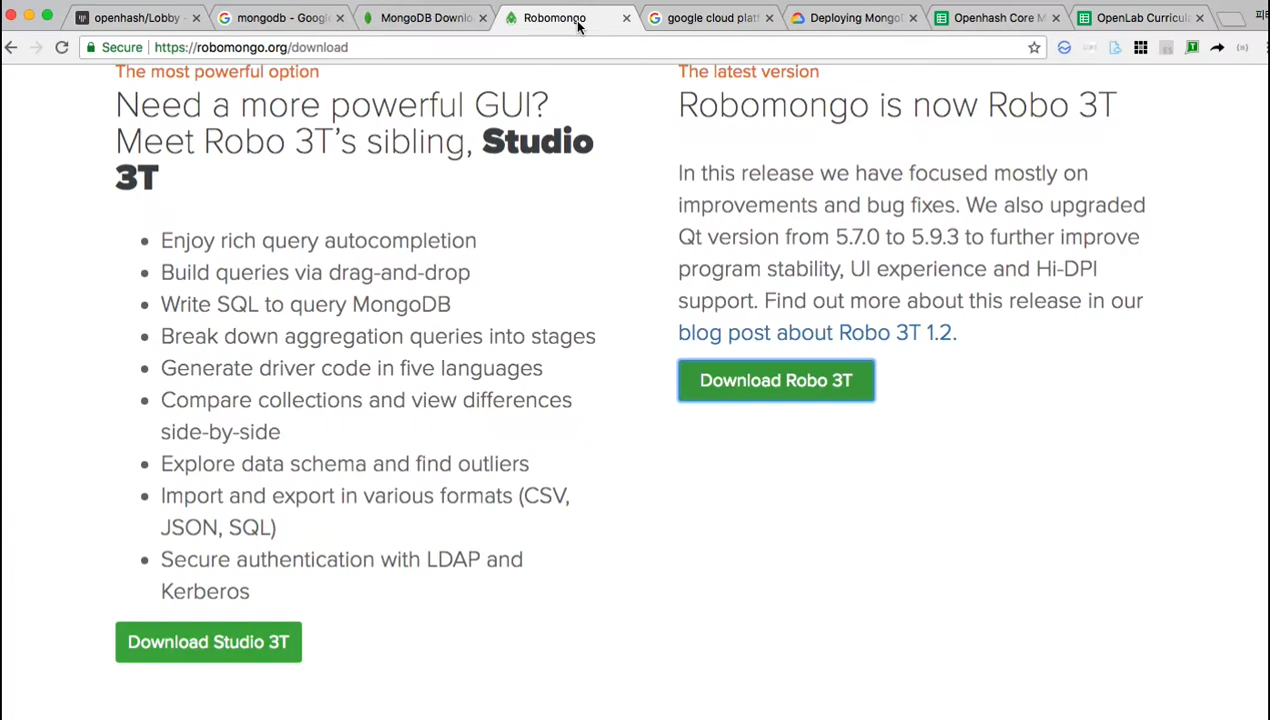 openhash/Lobby -
mongodb - Googl
MongoDB Downlo
Robomongo
google cloud platf
Deploying MongoD
Openhash Core M
OpenLab Curricula
Secure
https://robomongo.org/download
The most powerful option
Need a more powerful GUI?
Meet Robo 3T's sibling, Studio
3T
Enjoy rich query autocompletion
Build queries via drag-and-drop
Write SQL to query MongoDB
Break down aggregation queries into stages
Generate driver code in five languages
Compare collections and view differences
side-by-side
Explore data schema and find outliers
Import and export in various formats (CSV,
JSON, SQL)
Secure authentication with LDAP and
Kerberos
Download Studio 3T
The latest version
Robomongo is now Robo 3T
In this release we have focused mostly on
improvements and bug fixes. We also upgraded
Qt version from 5.7.0 to 5.9.3 to further improve
program stability, UI experience and Hi-DPI
support. Find out more about this release in our
blog post about Robo 3T 1.2.
Download Robo 3T